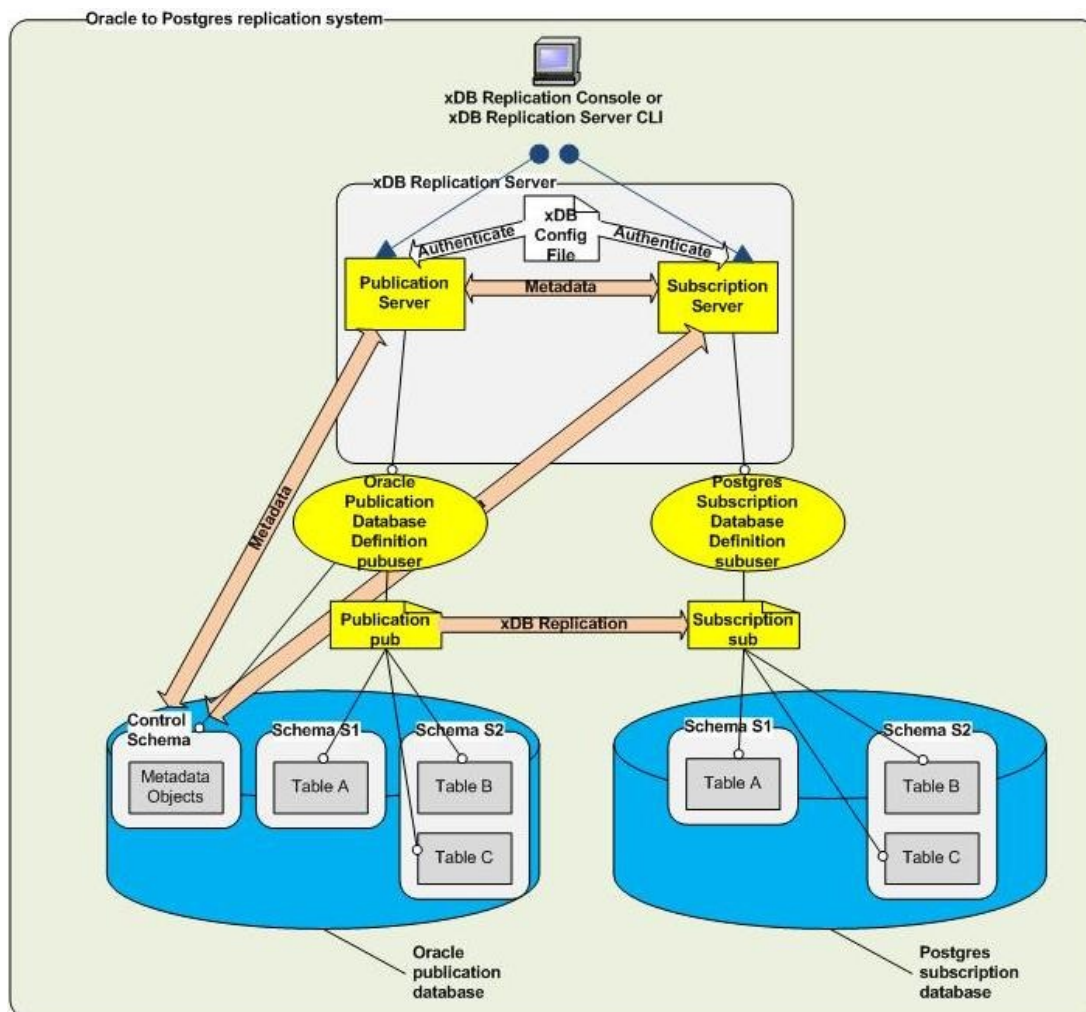 Oracle to Postgres replication system
xDB Replication Console or
xDB Replication Server CLI
xDB Replication Server
xDB
Config
File
Authenticate
Authenticate
Publication
Server
Metadata
Subscription
Server
Oracle
Publication
Database
Definition
pubuser
Postgres
Subscription
Database
Definition
subuser
Metadata
Publication
pub
xDB Replication
Subscription
sub
Control
Schema
Metadata
Objects
Schema S1
Table A
Schema S2
Table B
Table C
Schema S1
Table A
Schema S2
Table B
Table C
Oracle
publication
database
Postgres
subscription
database